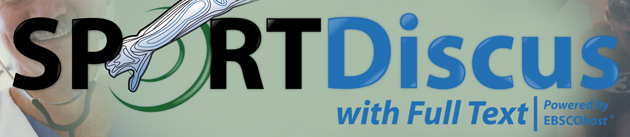 SPORTDiscus
with Full Text
Powered by
EBSCOhost